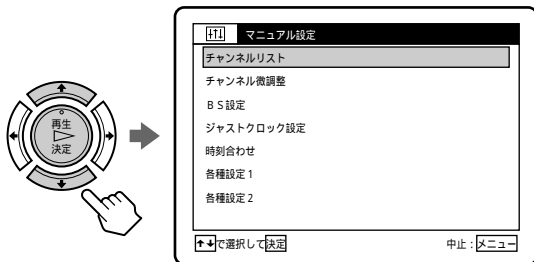 マニュアル設定
チャンネルリスト
チャンネル微調整
BS設定
ジャストクロック設定
時刻合わせ
各種設定1
各種設定2
再生
決定
で選択して決定
中止:メニュー